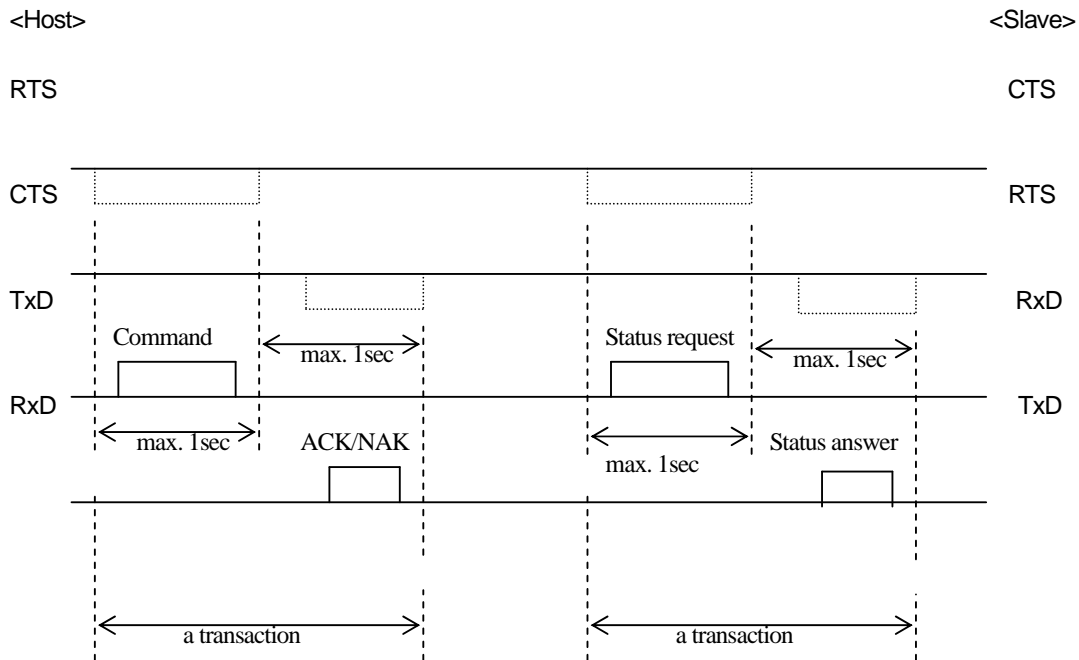 <Host> <Slave>
RTS CTS
CTS RTS
TxD RxD
Command Status request
max. 1sec max. 1sec
RxD TxD
max. 1sec ACK/NAK Status answer
max. 1sec
a transaction a transaction